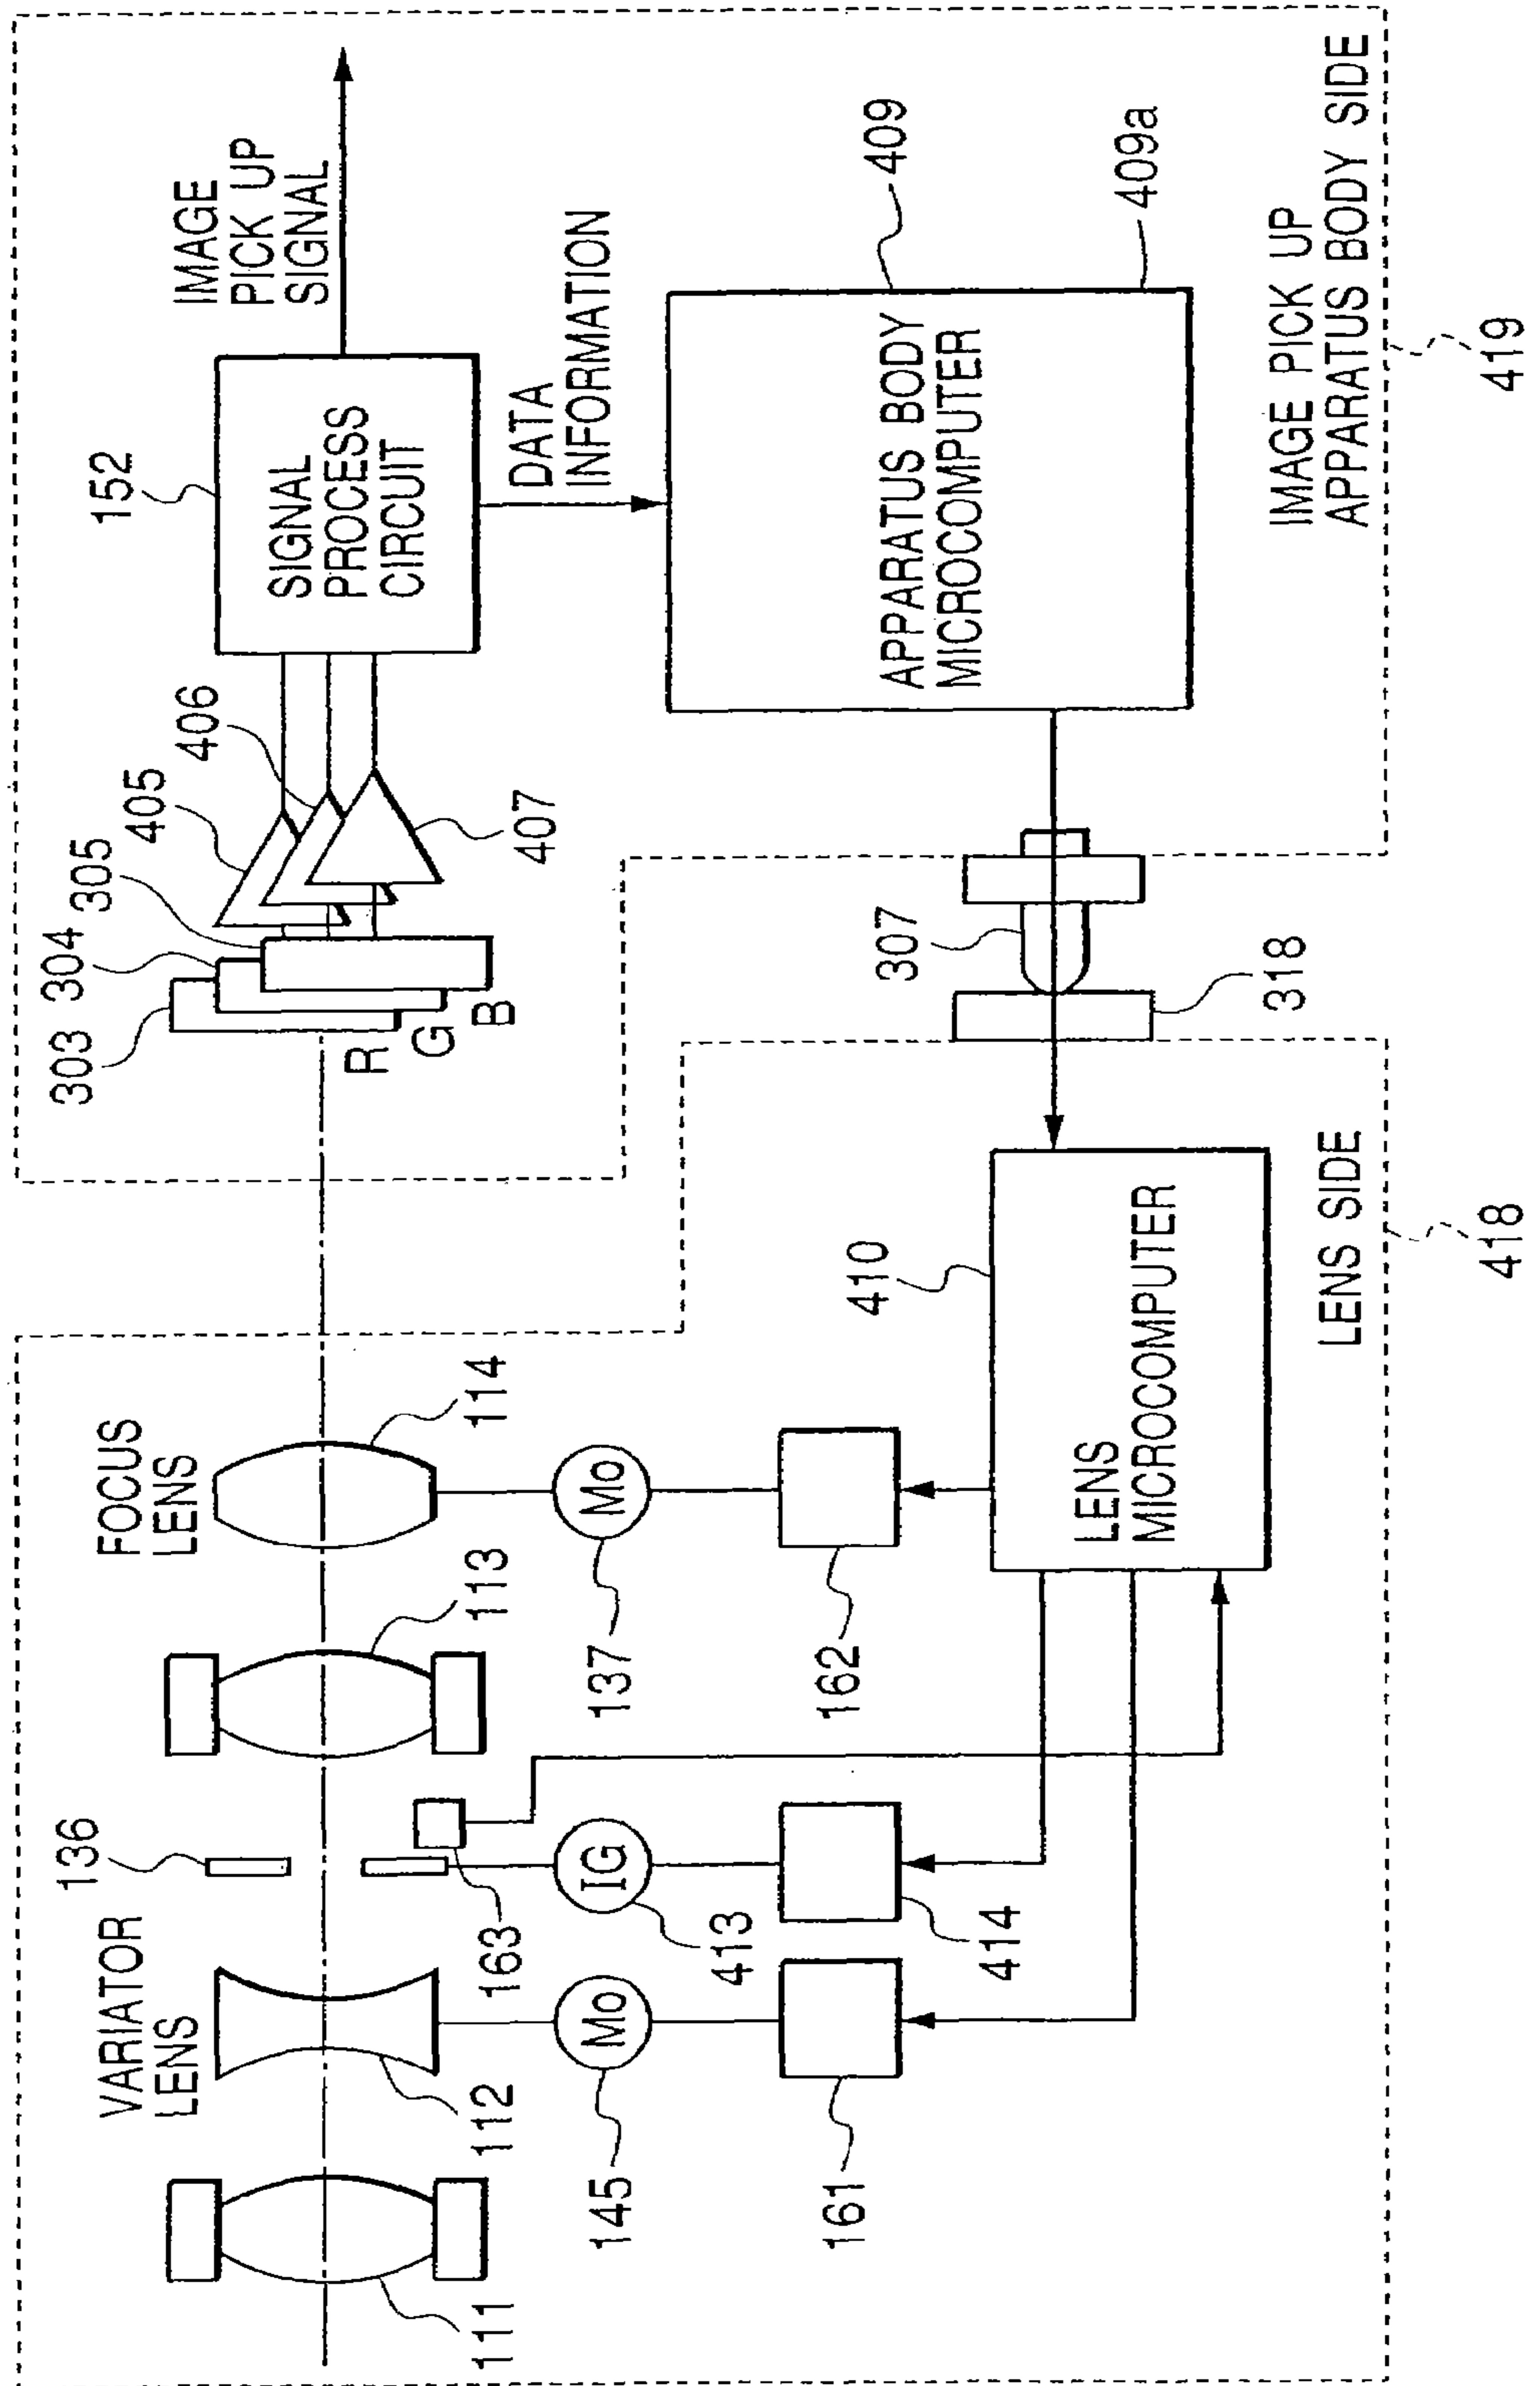 IMAGE
PICK UP
SIGNAL
152
SIGNAL
PROCESS
CIRCUIT
DATA
INFORMATION
409
APPARATUS BODY
MICROCOMPUTER
409a
IMAGE PICK UP
APPARATUS BODY SIDE
419
303
304
305
405
406
407
R
G
B
307
318
FOCUS
LENS
114
113
136
VARIATOR
LENS
112
111
163
Mo
137
IG
413
Mo
145
162
414
161
410
LENS
MICROCOMPUTER
LENS SIDE
418